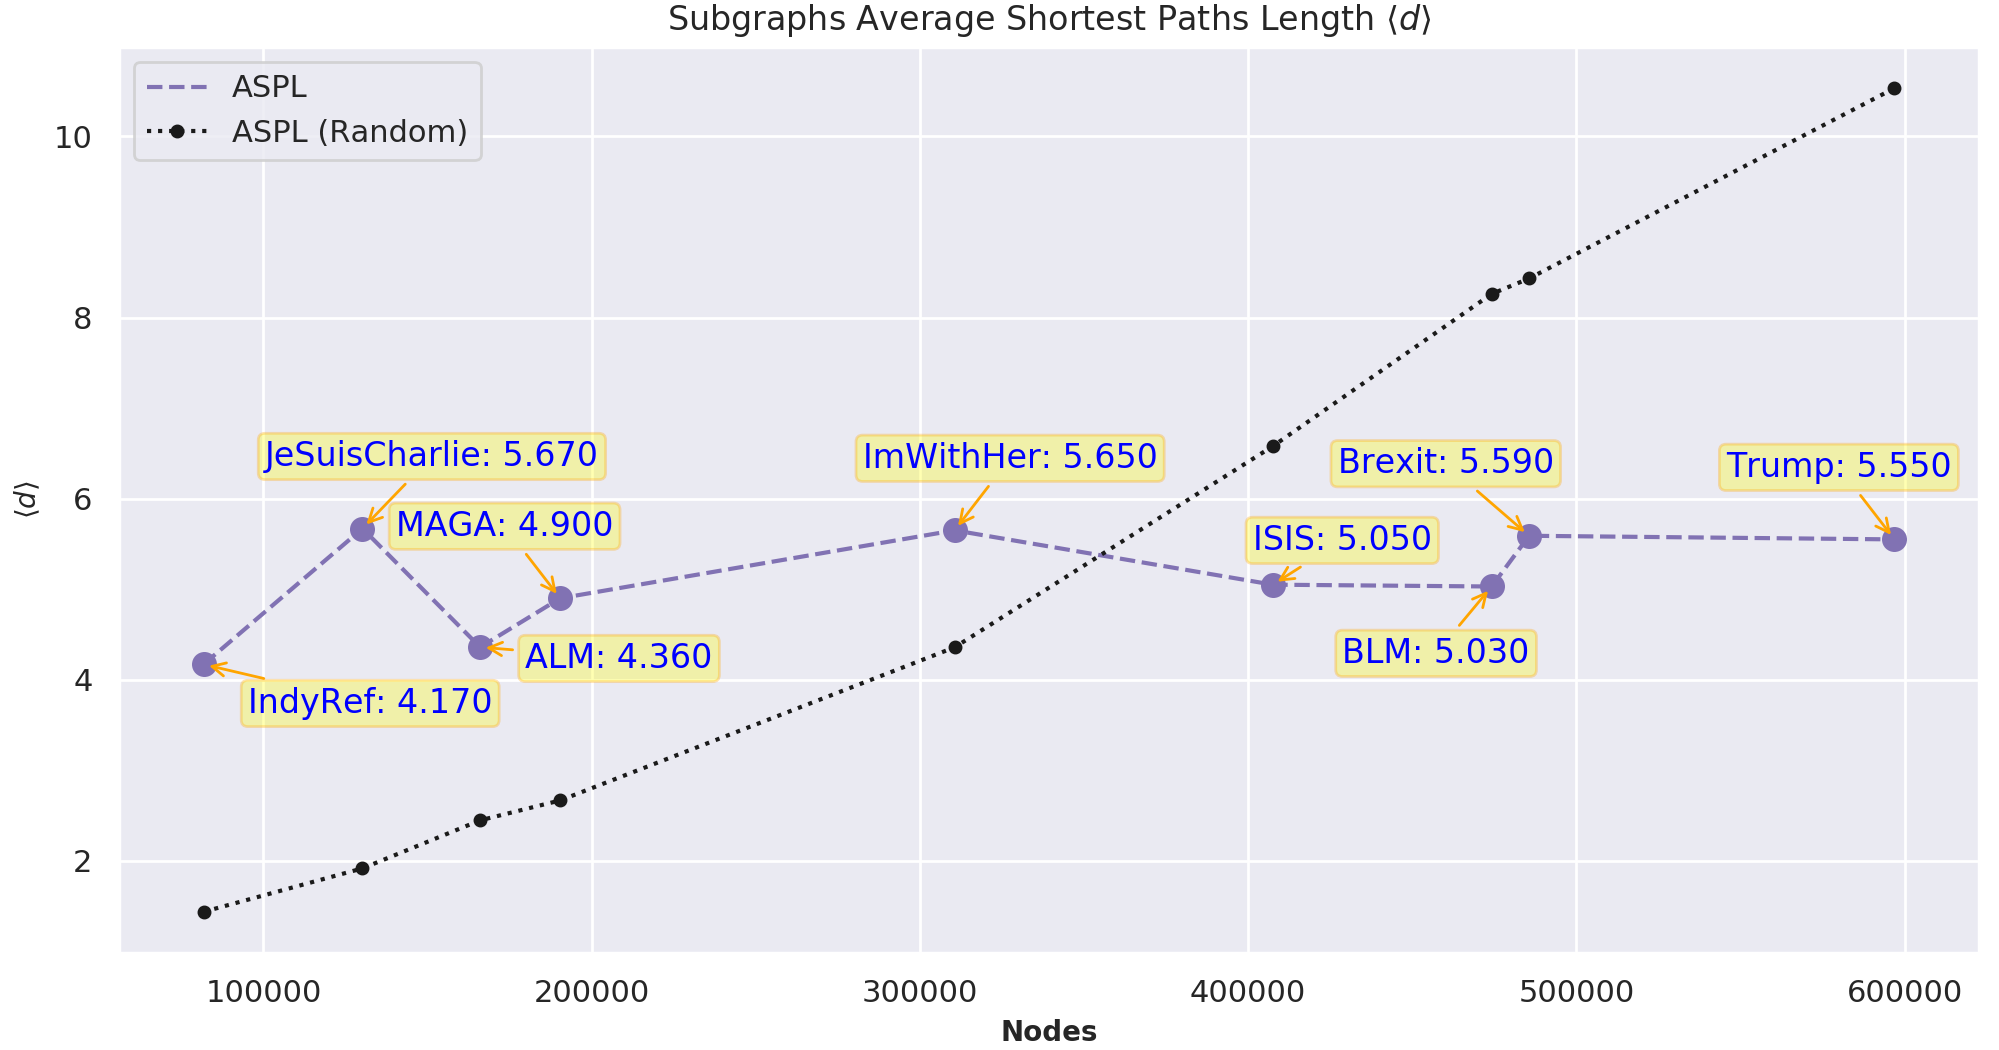 Subgraphs Average Shortest Paths Length ⟨d⟩
ASPL
ASPL (Random)
10
8
6
4
2
⟨d⟩
JeSuisCharlie: 5.670
ImWithHer: 5.650
Brexit: 5.590
Trump: 5.550
MAGA: 4.900
ISIS: 5.050
ALM: 4.360
BLM: 5.030
IndyRef: 4.170
100000
200000
300000
400000
500000
600000
Nodes